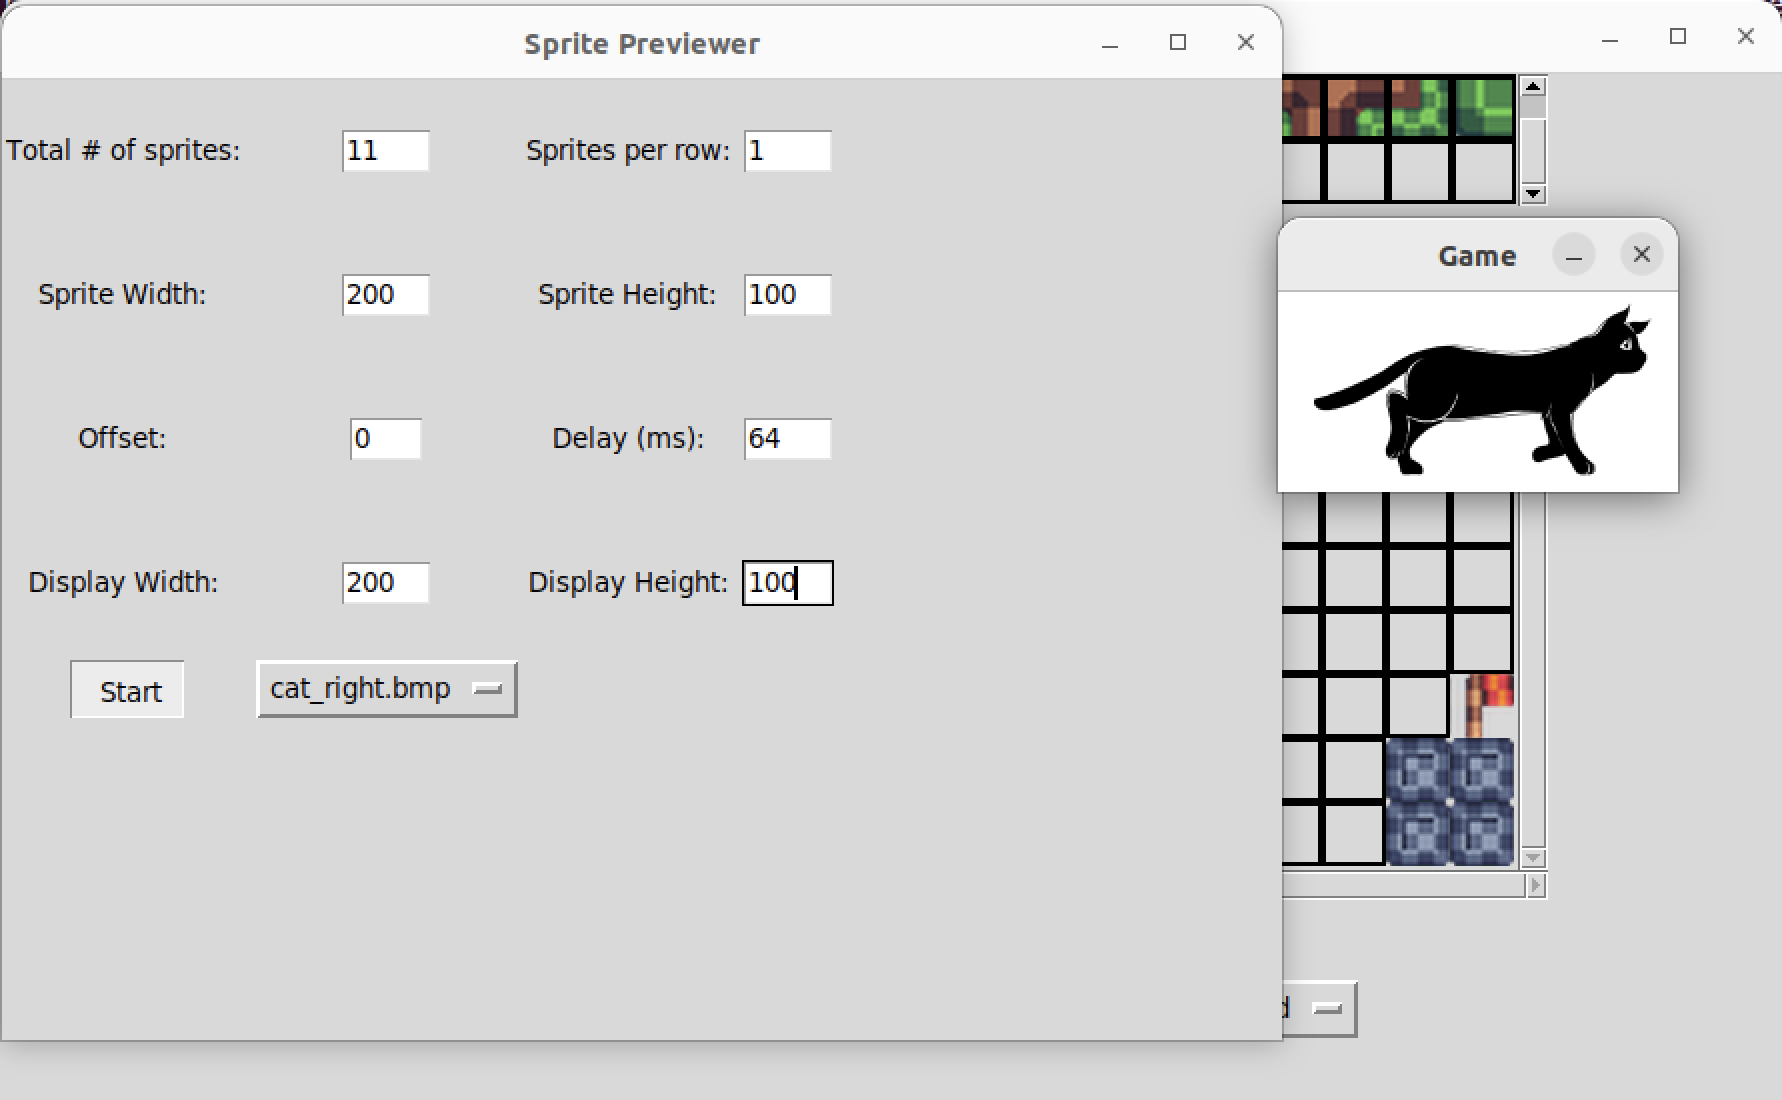 Sprite Previewer
Total # of sprites: 11 Sprites per row: 1
Game
Sprite Width: 200 Sprite Height: 100
Offset: 0 Delay (ms): 64
Display Width: 200 Display Height: 100
Start cat_right.bmp
d